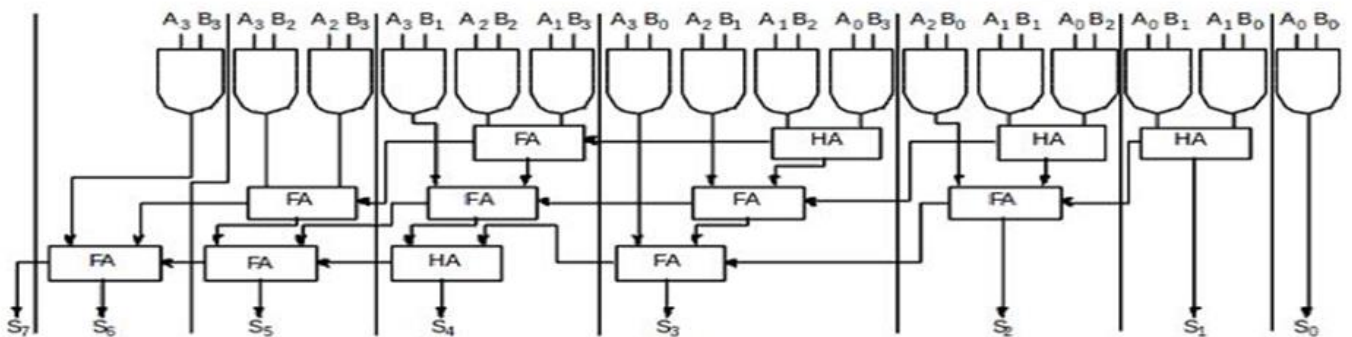 A₃ B₃ A₃ B₂ A₂ B₃ A₃ B₁ A₂ B₂ A₁ B₃ A₃ B₀ A₂ B₁ A₁ B₂ A₀ B₃ A₂ B₀ A₁ B₁ A₀ B₂ A₀ B₁ A₁ B₀ A₀ B₀
FA HA HA HA
FA FA FA FA
FA FA HA FA
S₇ S₆ S₅ S₄ S₃ S₂ S₁ S₀